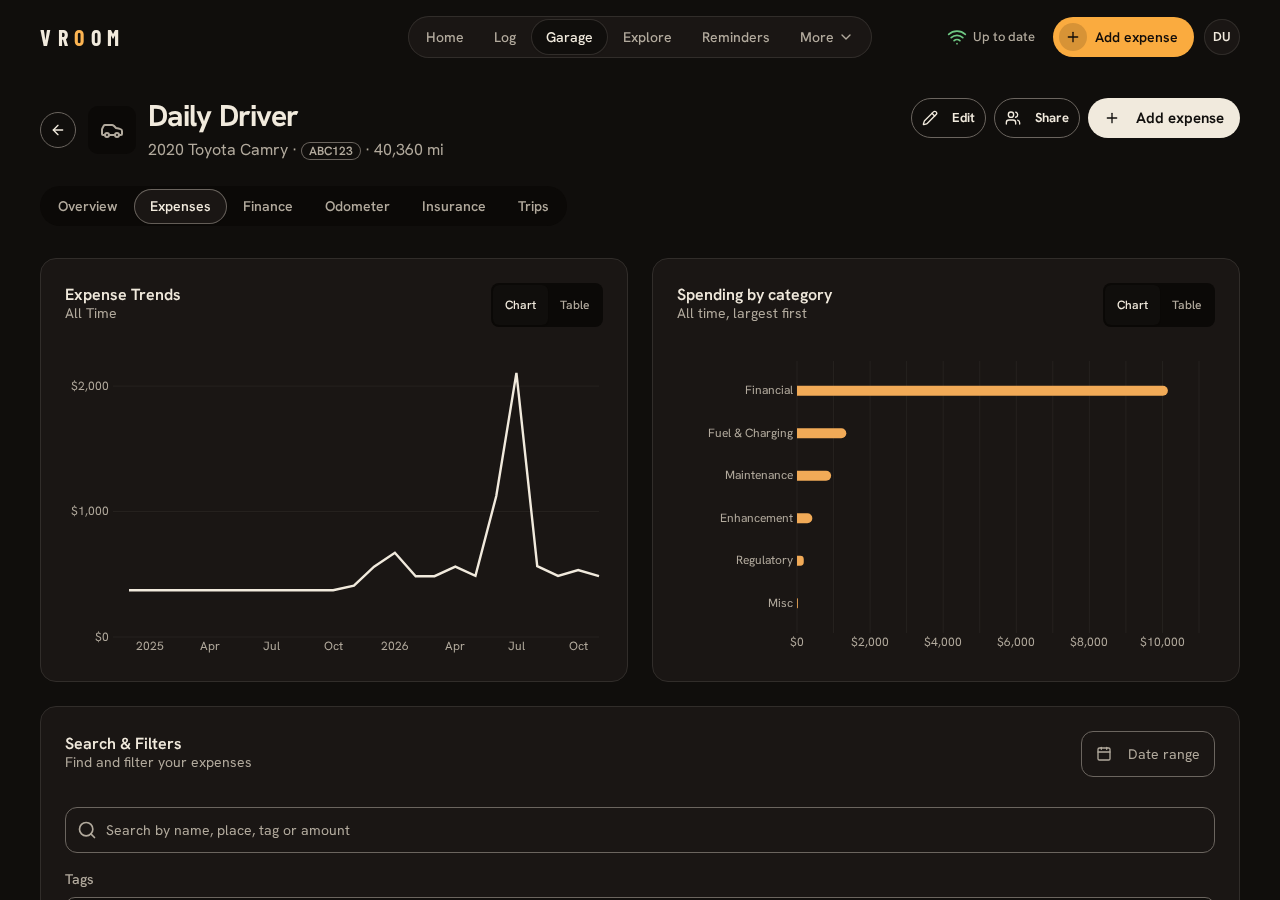 VROOM
Home
Log
Garage
Explore
Reminders
More
Up to date
Add expense
DU
Daily Driver
2020 Toyota Camry · ABC123 · 40,360 mi
Edit
Share
Add expense
Overview
Expenses
Finance
Odometer
Insurance
Trips
Expense Trends
All Time
Chart
Table
$2,000
$1,000
$0
2025
Apr
Jul
Oct
2026
Apr
Jul
Oct
Spending by category
All time, largest first
Chart
Table
Financial
Fuel & Charging
Maintenance
Enhancement
Regulatory
Misc
$0
$2,000
$4,000
$6,000
$8,000
$10,000
Search & Filters
Find and filter your expenses
Date range
Search by name, place, tag or amount
Tags